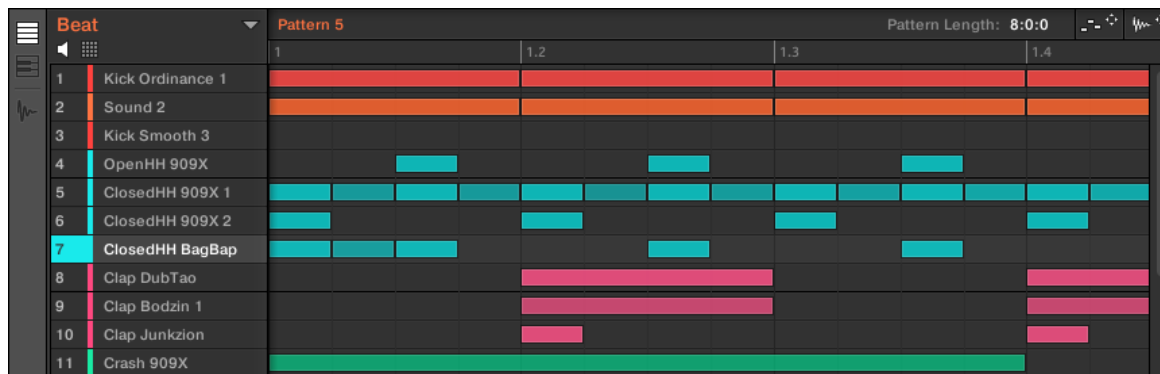 Beat
Pattern 5
Pattern Length: 8:0:0
1 1.2 1.3 1.4
1 Kick Ordinance 1
2 Sound 2
3 Kick Smooth 3
4 OpenHH 909X
5 ClosedHH 909X 1
6 ClosedHH 909X 2
7 ClosedHH BagBap
8 Clap DubTao
9 Clap Bodzin 1
10 Clap Junkzion
11 Crash 909X